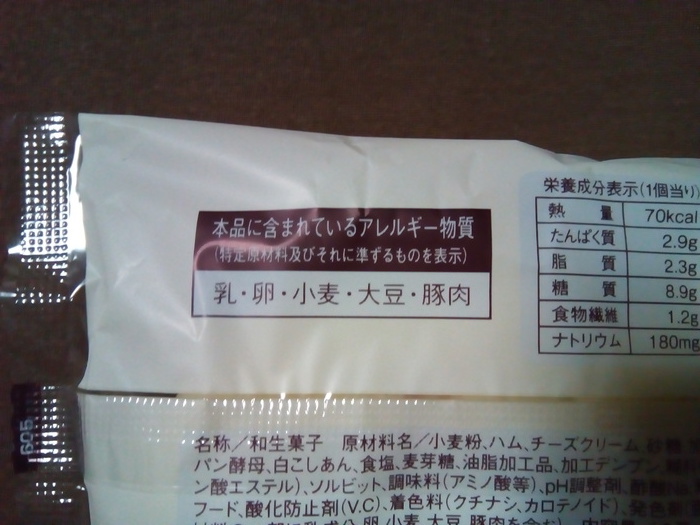 本品に含まれているアレルギー物質
(特定原材料及びそれに準ずるものを表示)
乳・卵・小麦・大豆・豚肉
栄養成分表示(1個当り)
熱 量 70kcal
たんぱく質 2.9g
脂 質 2.3g
糖 質 8.9g
食物繊維 1.2g
ナトリウム 180mg
名称/和生菓子 原材料名/小麦粉、ハム、チーズクリーム、砂糖、
パン酵母、白こしあん、食塩、麦芽糖、油脂加工品、加工デンプン、
ン酸エステル)、ソルビット、調味料(アミノ酸等)、pH調整剤、
フード、酸化防止剤(V.C)、着色料(クチナシ、カロテノイド)、発色剤